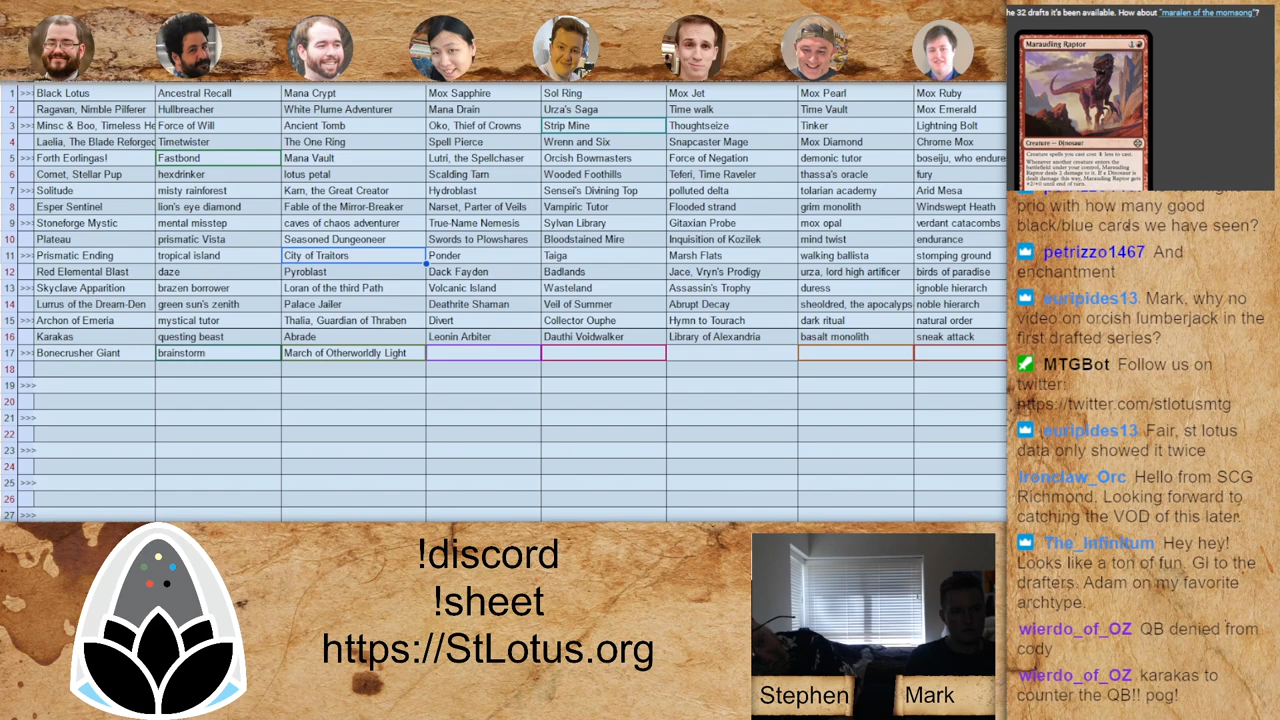 he 32 drafts it's been available. How about "maralen of the mornsong"?
Marauding Raptor
Creature — Dinosaur
1 >>> Black Lotus Ancestral Recall Mana Crypt Mox Sapphire Sol Ring Mox Jet Mox Pearl Mox Ruby
2 Ragavan, Nimble Pilferer Hullbreacher White Plume Adventurer Mana Drain Urza's Saga Time walk Time Vault Mox Emerald
3 >>> Minsc & Boo, Timeless He Force of Will Ancient Tomb Oko, Thief of Crowns Strip Mine Thoughtseize Tinker Lightning Bolt
4 Laelia, The Blade Reforged Timetwister The One Ring Spell Pierce Wrenn and Six Snapcaster Mage Mox Diamond Chrome Mox
5 >>> Forth Eorlingas! Fastbond Mana Vault Lutri, the Spellchaser Orcish Bowmasters Force of Negation demonic tutor boseiju, who endure
6 Comet, Stellar Pup hexdrinker lotus petal Scalding Tarn Wooded Foothills Teferi, Time Raveler thassa's oracle fury
7 >>> Solitude misty rainforest Karn, the Great Creator Hydroblast Sensei's Divining Top polluted delta tolarian academy Arid Mesa
8 Esper Sentinel lion's eye diamond Fable of the Mirror-Breaker Narset, Parter of Veils Vampiric Tutor Flooded strand grim monolith Windswept Heath
9 >>> Stoneforge Mystic mental misstep caves of chaos adventurer True-Name Nemesis Sylvan Library Gitaxian Probe mox opal verdant catacombs
10 Plateau prismatic Vista Seasoned Dungeoneer Swords to Plowshares Bloodstained Mire Inquisition of Kozilek mind twist endurance
11 >>> Prismatic Ending tropical island City of Traitors Ponder Taiga Marsh Flats walking ballista stomping ground
12 Red Elemental Blast daze Pyroblast Dack Fayden Badlands Jace, Vryn's Prodigy urza, lord high artificer birds of paradise
13 >>> Skyclave Apparition brazen borrower Loran of the third Path Volcanic Island Wasteland Assassin's Trophy duress ignoble hierarch
14 Lurrus of the Dream-Den green sun's zenith Palace Jailer Deathrite Shaman Veil of Summer Abrupt Decay sheoldred, the apocalyps noble hierarch
15 >>> Archon of Emeria mystical tutor Thalia, Guardian of Thraben Divert Collector Ouphe Hymn to Tourach dark ritual natural order
16 Karakas questing beast Abrade Leonin Arbiter Dauthi Voidwalker Library of Alexandria basalt monolith sneak attack
17 >>> Bonecrusher Giant brainstorm March of Otherworldly Light
18
19 >>>
20
21 >>>
22
23 >>>
24
25 >>>
26
27 >>>
prio with how many good
black/blue cards we have seen?
petrizzo1467 And
enchantment
euripides13 Mark, why no
video on orcish lumberjack in the
first drafted series?
MTGBot Follow us on
twitter:
https://twitter.com/stlotusmtg
euripides13 Fair, st lotus
data only showed it twice
Ironclaw_Orc Hello from SCG
Richmond. Looking forward to
catching the VOD of this later.
The_Infinitum Hey hey!
Looks like a ton of fun. Gl to the
drafters. Adam on my favorite
archtype.
wierdo_of_OZ QB denied from
cody
wierdo_of_OZ karakas to
counter the QB!! pog!
!discord
!sheet
https://StLotus.org
Stephen
Mark